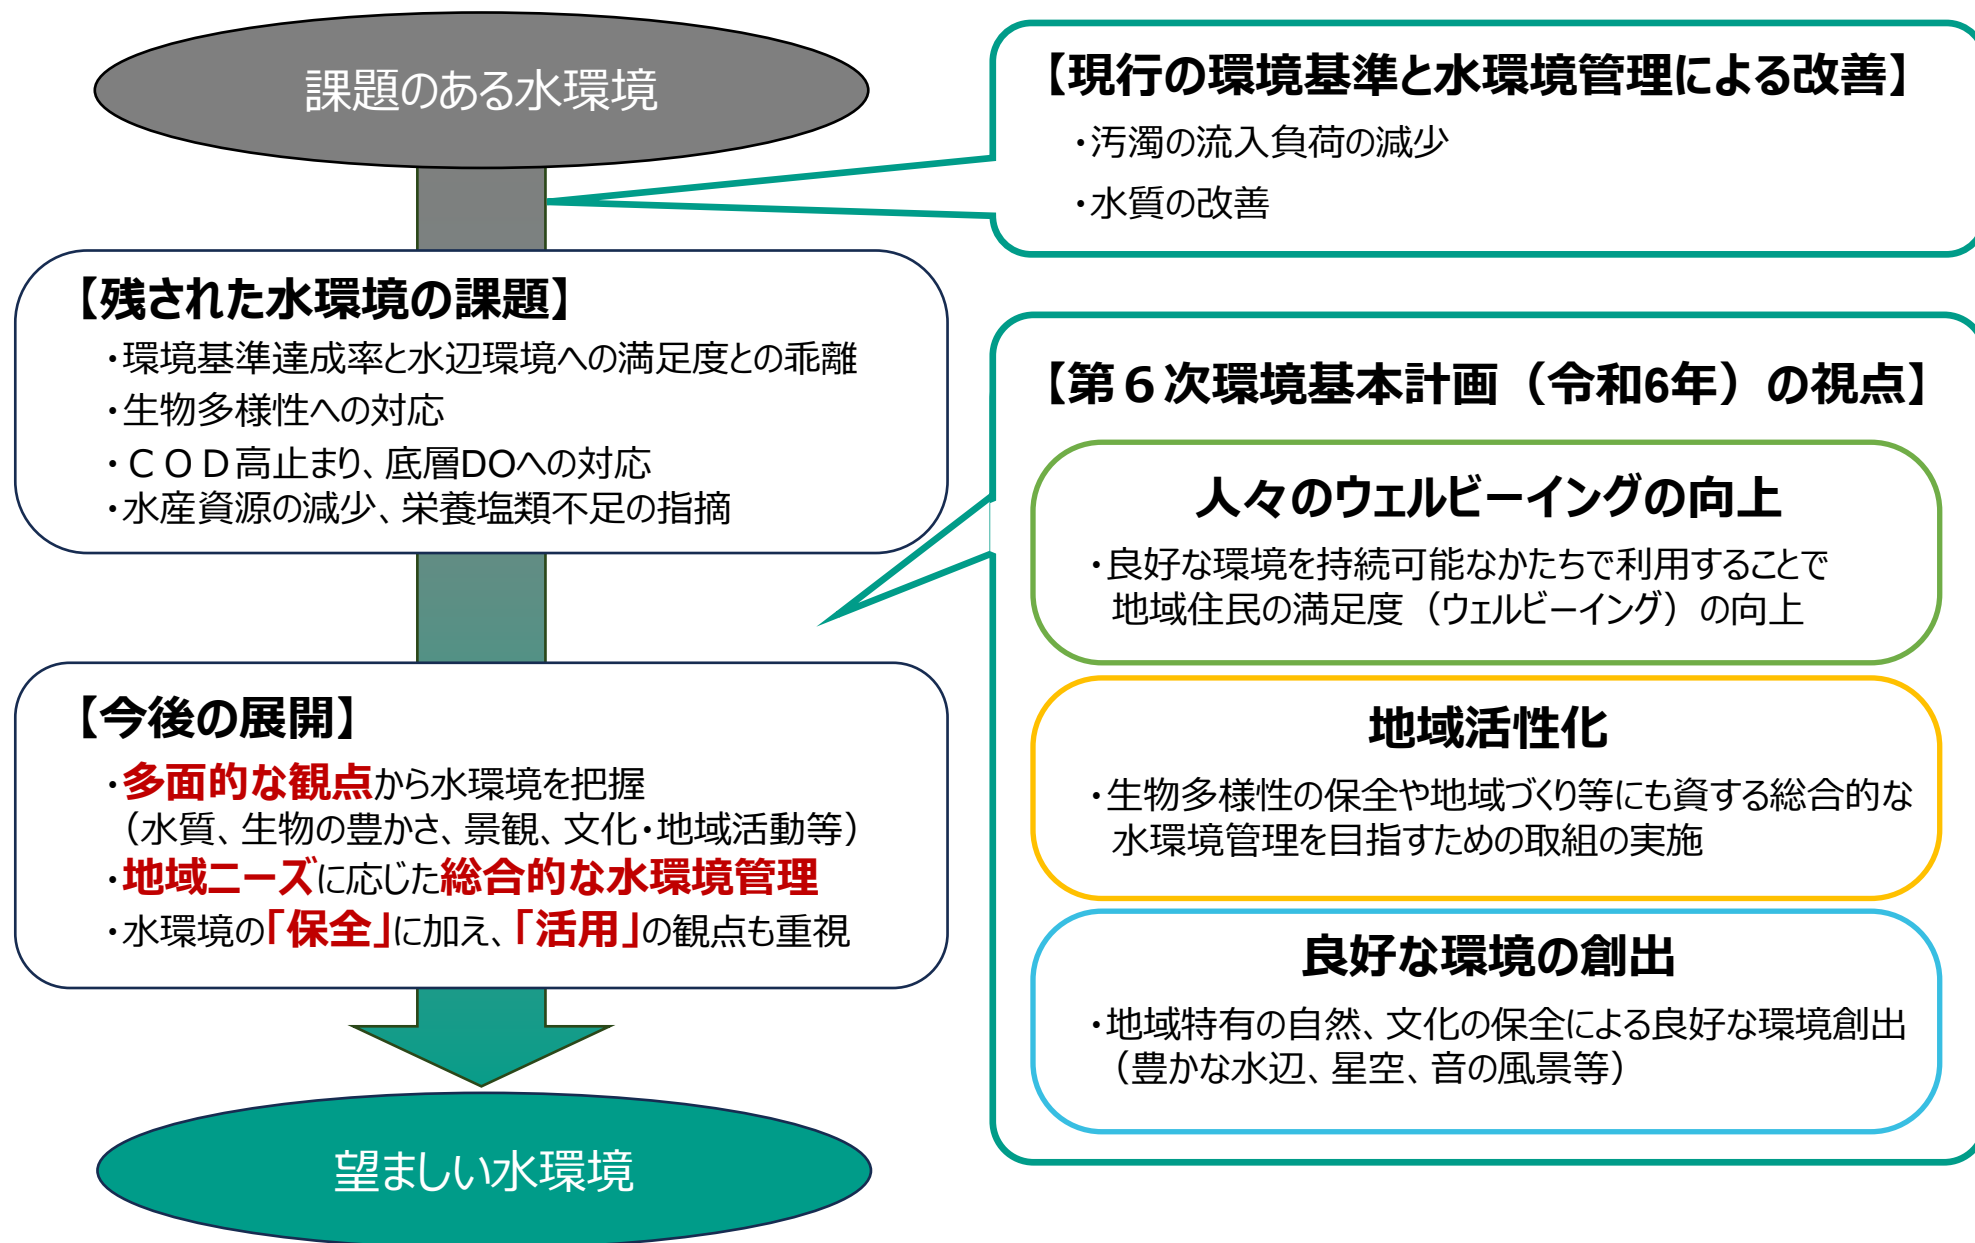 課題のある水環境
【現行の環境基準と水環境管理による改善】
・汚濁の流入負荷の減少
・水質の改善
【残された水環境の課題】
・環境基準達成率と水辺環境への満足度との乖離
・生物多様性への対応
・ＣＯＤ高止まり、底層DOへの対応
・水産資源の減少、栄養塩類不足の指摘
【第６次環境基本計画（令和6年）の視点】
人々のウェルビーイングの向上
・良好な環境を持続可能なかたちで利用することで
地域住民の満足度（ウェルビーイング）の向上
地域活性化
・生物多様性の保全や地域づくり等にも資する総合的な
水環境管理を目指すための取組の実施
良好な環境の創出
・地域特有の自然、文化の保全による良好な環境創出
（豊かな水辺、星空、音の風景等）
【今後の展開】
・多面的な観点から水環境を把握
（水質、生物の豊かさ、景観、文化・地域活動等）
・地域ニーズに応じた総合的な水環境管理
・水環境の「保全」に加え、「活用」の観点も重視
望ましい水環境